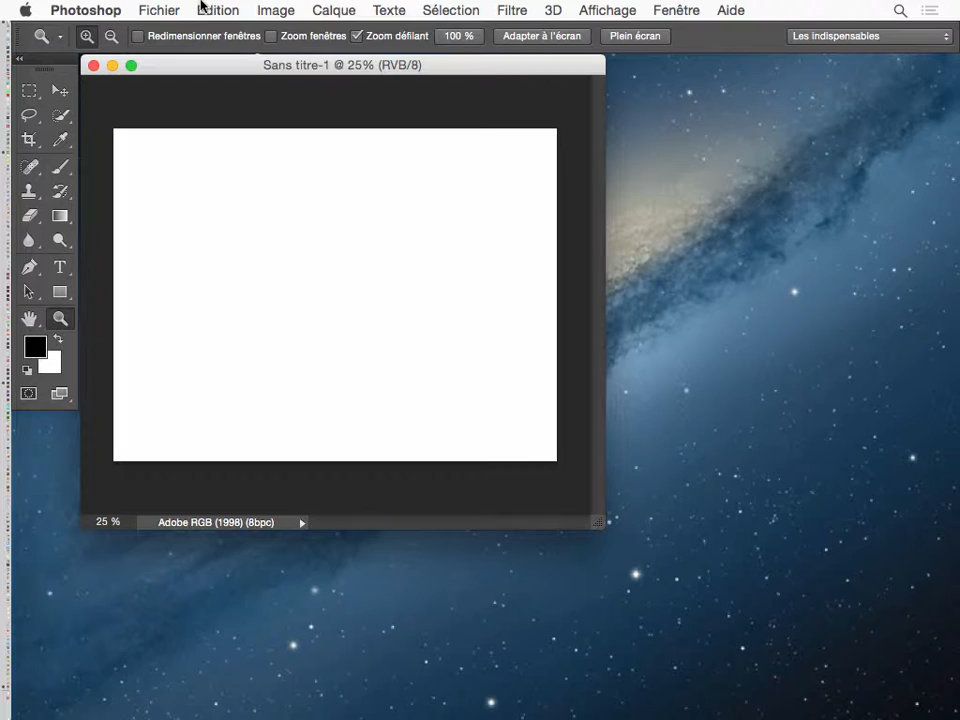 Photoshop Fichier Edition Image Calque Texte Sélection Filtre 3D Affichage Fenêtre Aide
Redimensionner fenêtres Zoom fenêtres Zoom défilant 100 % Adapter à l'écran Plein écran Les indispensables
Sans titre-1 @ 25% (RVB/8)
T
25 % Adobe RGB (1998) (8bpc)